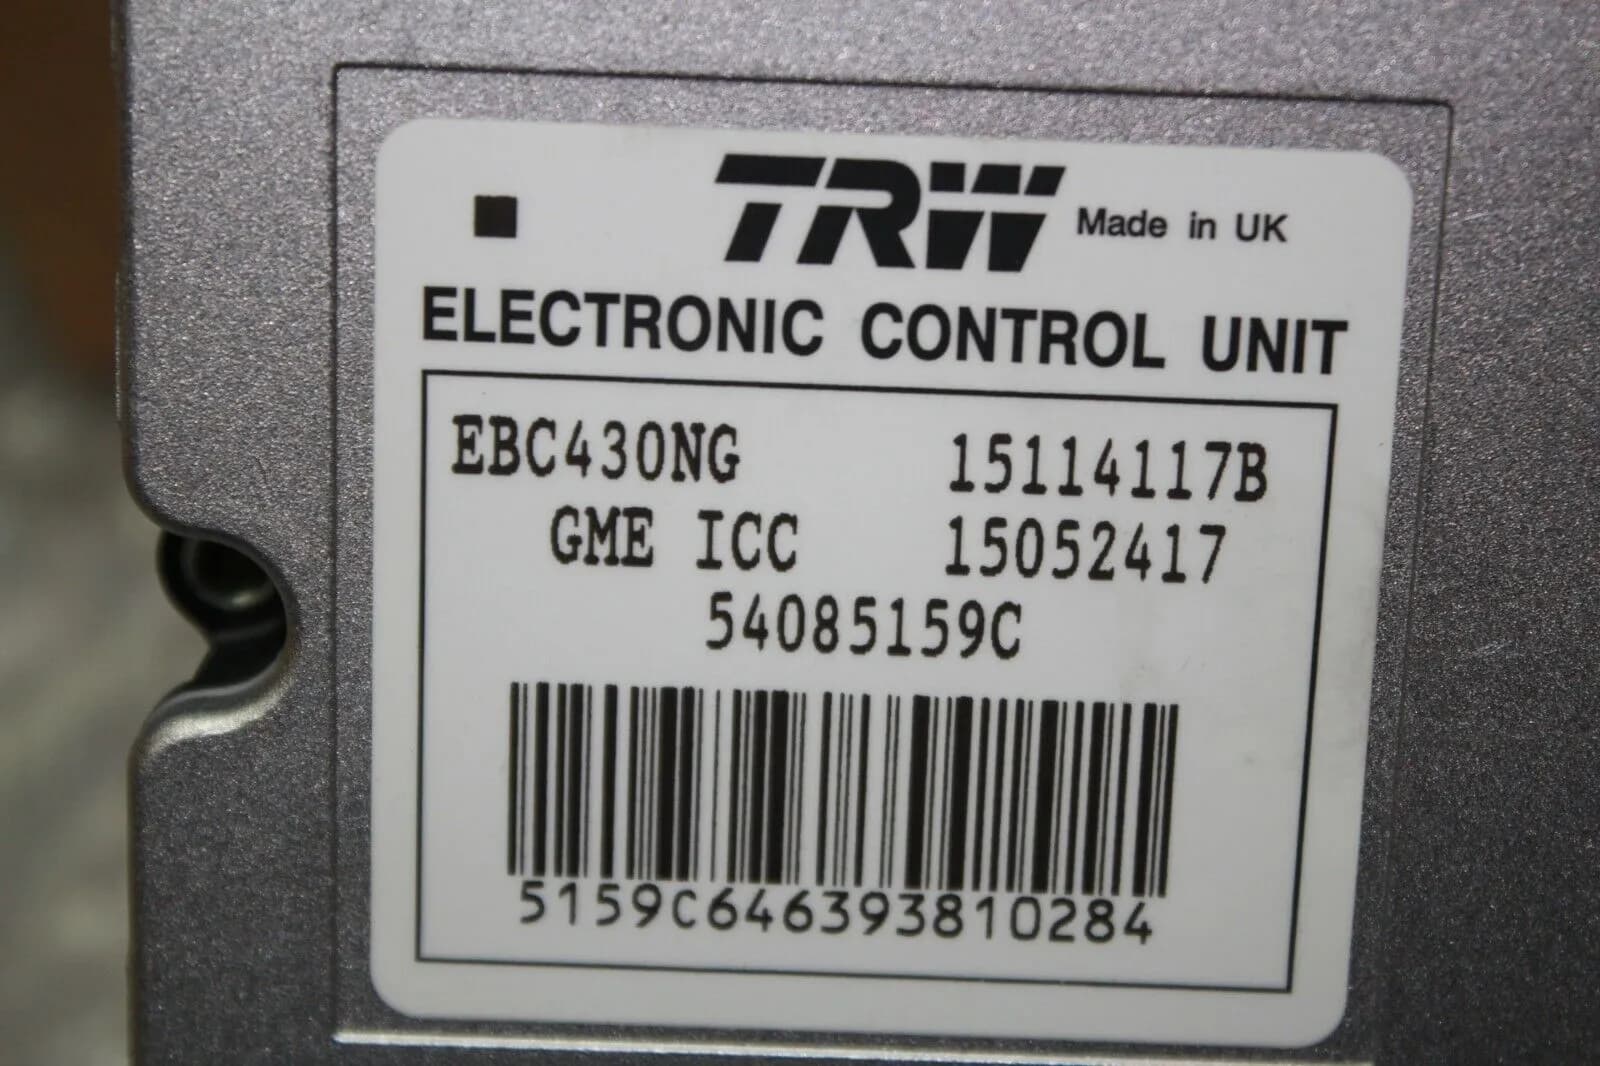 TRW Made in UK
ELECTRONIC CONTROL UNIT
EBC430NG 15114117B
GME ICC 15052417
54085159C
5159C646393810284